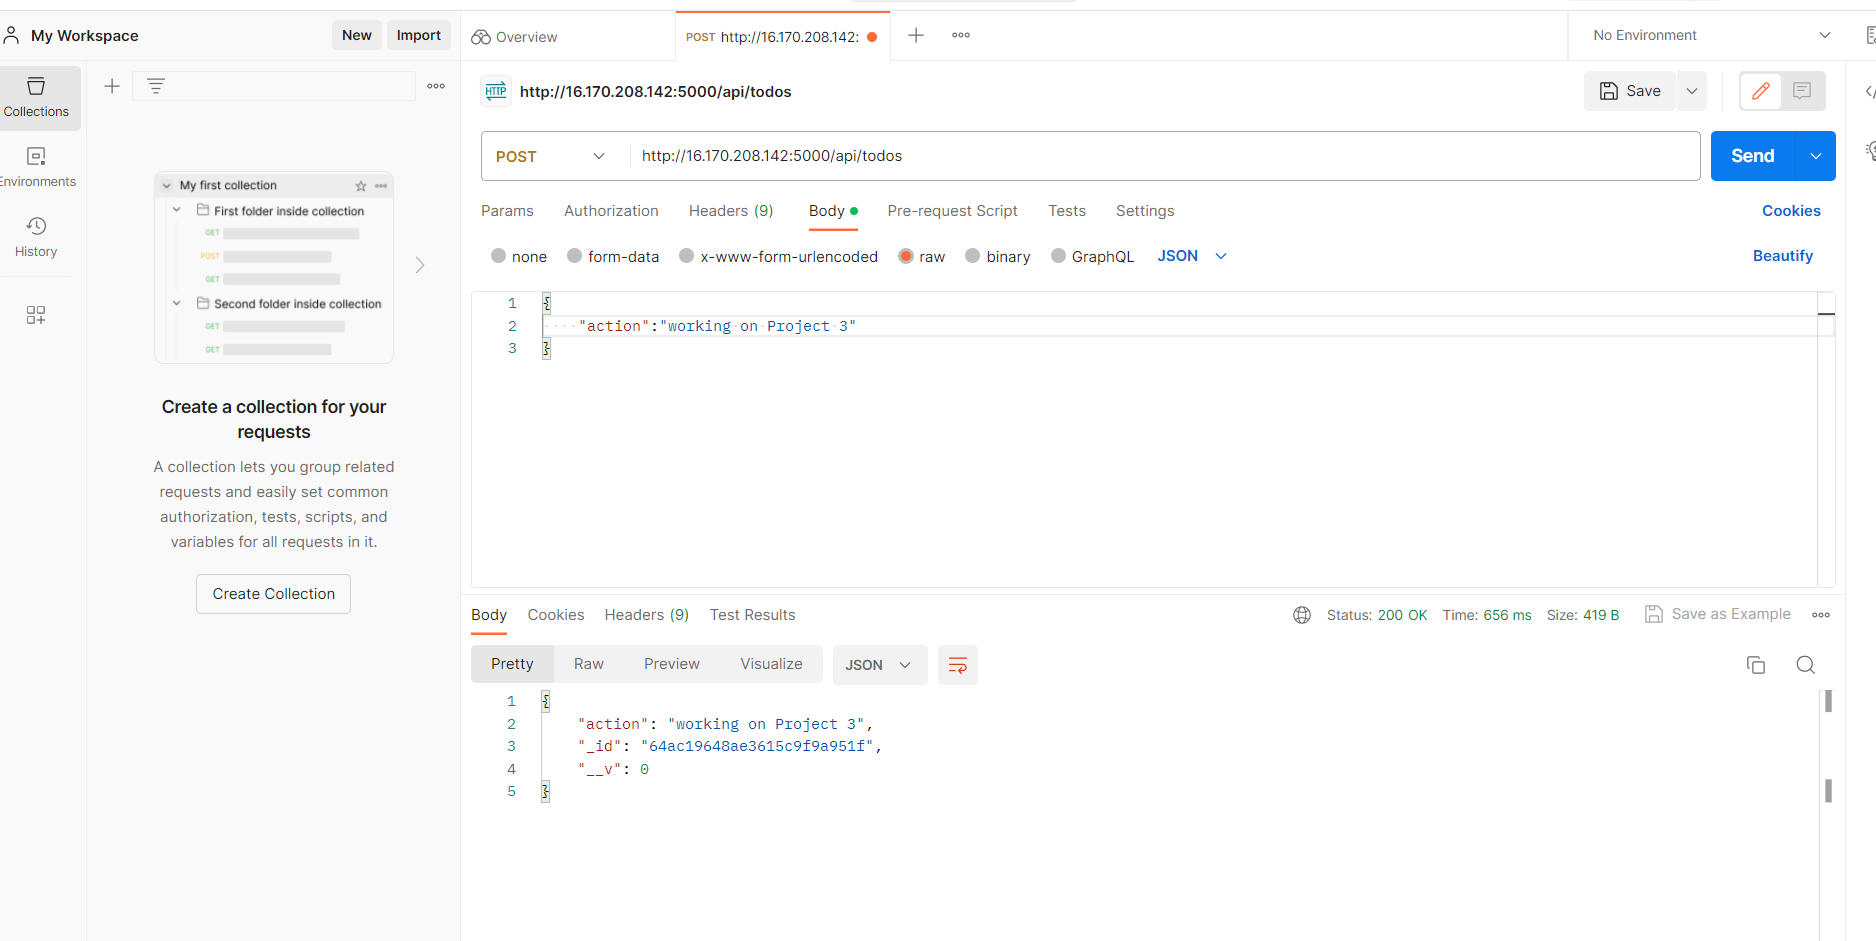 My Workspace
New
Import
Overview
POST http://16.170.208.142:
No Environment
Collections
Environments
History
My first collection
First folder inside collection
GET
POST
GET
Second folder inside collection
GET
GET
Create a collection for your
requests
A collection lets you group related
requests and easily set common
authorization, tests, scripts, and
variables for all requests in it.
Create Collection
HTTP
http://16.170.208.142:5000/api/todos
Save
POST
http://16.170.208.142:5000/api/todos
Send
Params
Authorization
Headers (9)
Body
Pre-request Script
Tests
Settings
Cookies
none
form-data
x-www-form-urlencoded
raw
binary
GraphQL
JSON
Beautify
1 {
2 "action":"working on Project 3"
3 }
Body
Cookies
Headers (9)
Test Results
Status: 200 OK
Time: 656 ms
Size: 419 B
Save as Example
Pretty
Raw
Preview
Visualize
JSON
1 {
2 "action": "working on Project 3",
3 "_id": "64ac19648ae3615c9f9a951f",
4 "__v": 0
5 }